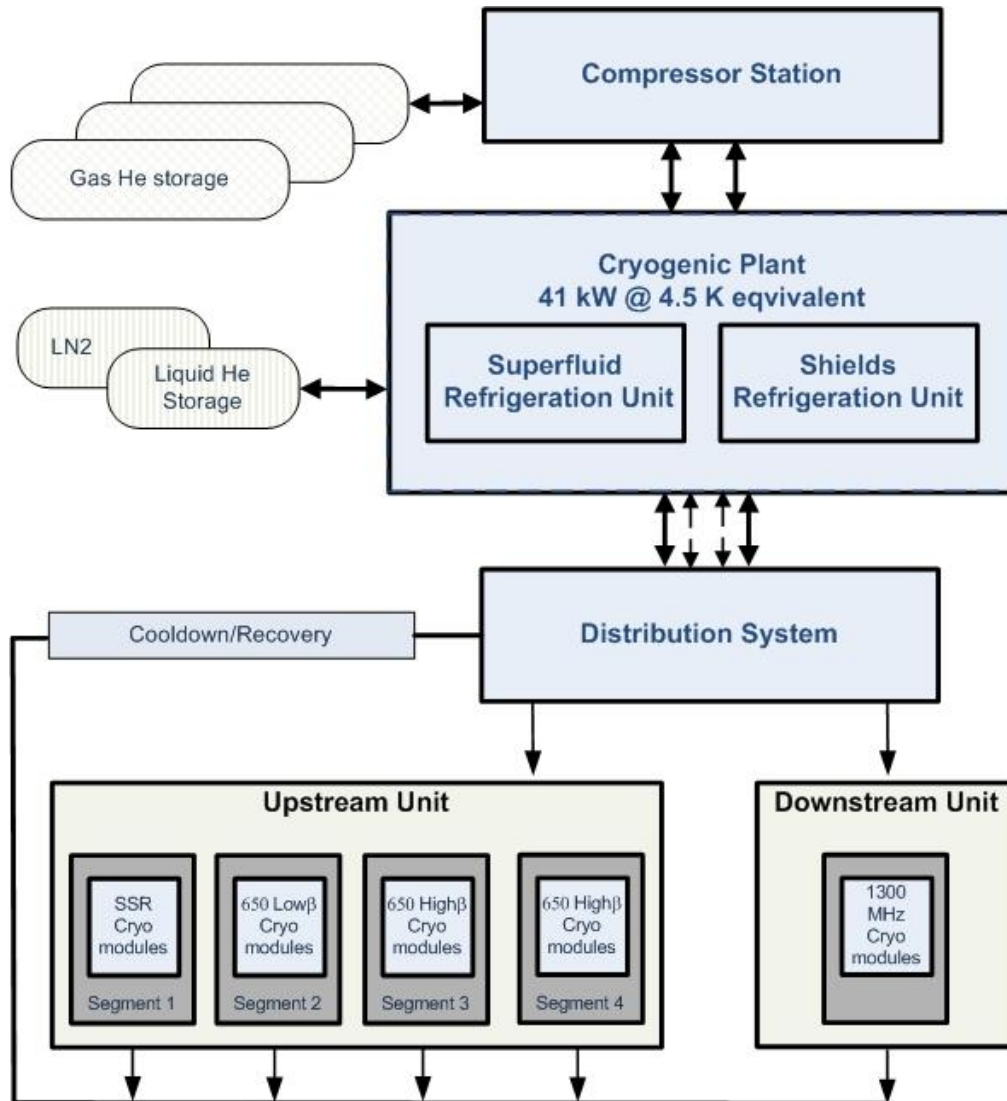 Compressor Station
Gas He storage
Cryogenic Plant
41 kW @ 4.5 K eqvivalent
Superfluid
Refrigeration Unit
Shields
Refrigeration Unit
LN2
Liquid He
Storage
Cooldown/Recovery
Distribution System
Upstream Unit
SSR
Cryo
modules
Segment 1
650 Lowβ
Cryo
modules
Segment 2
650 Highβ
Cryo
modules
Segment 3
650 Highβ
Cryo
modules
Segment 4
Downstream Unit
1300
MHz
Cryo
modules